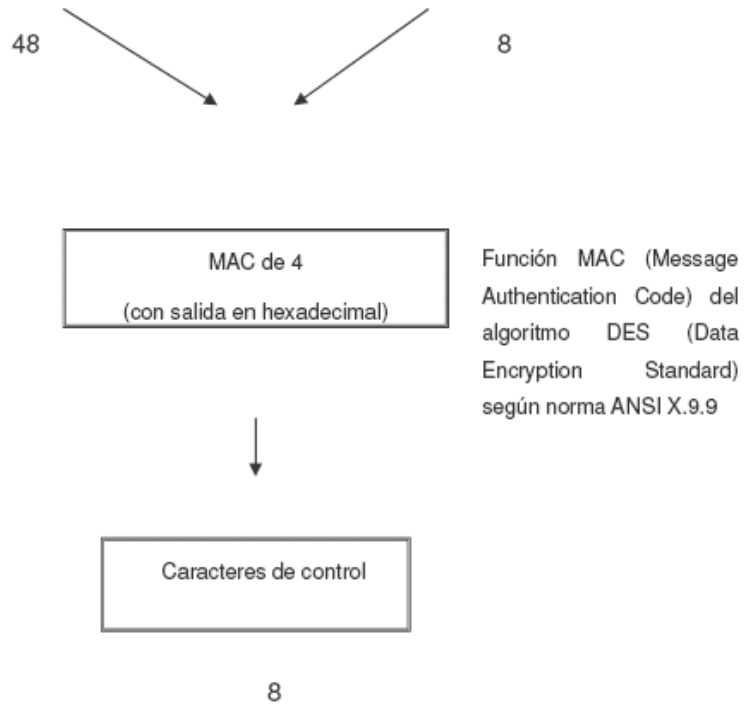 48
8
MAC de 4
(con salida en hexadecimal)
Función MAC (Message
Authentication Code) del
algoritmo DES (Data
Encryption Standard)
según norma ANSI X.9.9
Caracteres de control
8